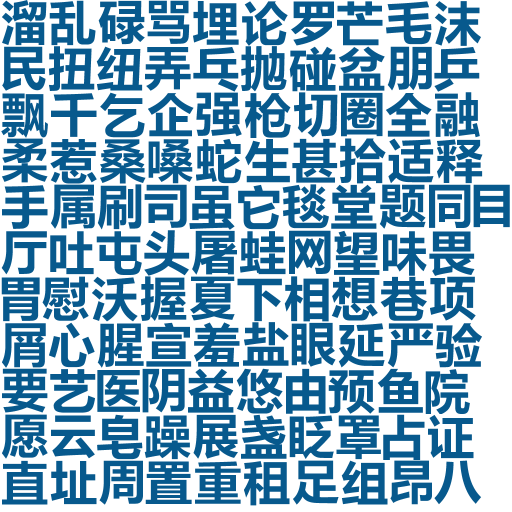 溜乱碌骂埋论罗芒毛沫
民扭纽弄乓抛碰盆朋乒
飘千乞企强枪切圈全融
柔惹桑嗓蛇生甚拾适释
手属刷司虽它毯堂题同目
厅吐屯头屠蛙网望味畏
胃慰沃握夏下相想巷项
屑心腥宣羞盐眼延严验
要艺医阴益悠由预鱼院
愿云皂躁展盏眨罩占证
直址周置重租足组昂八